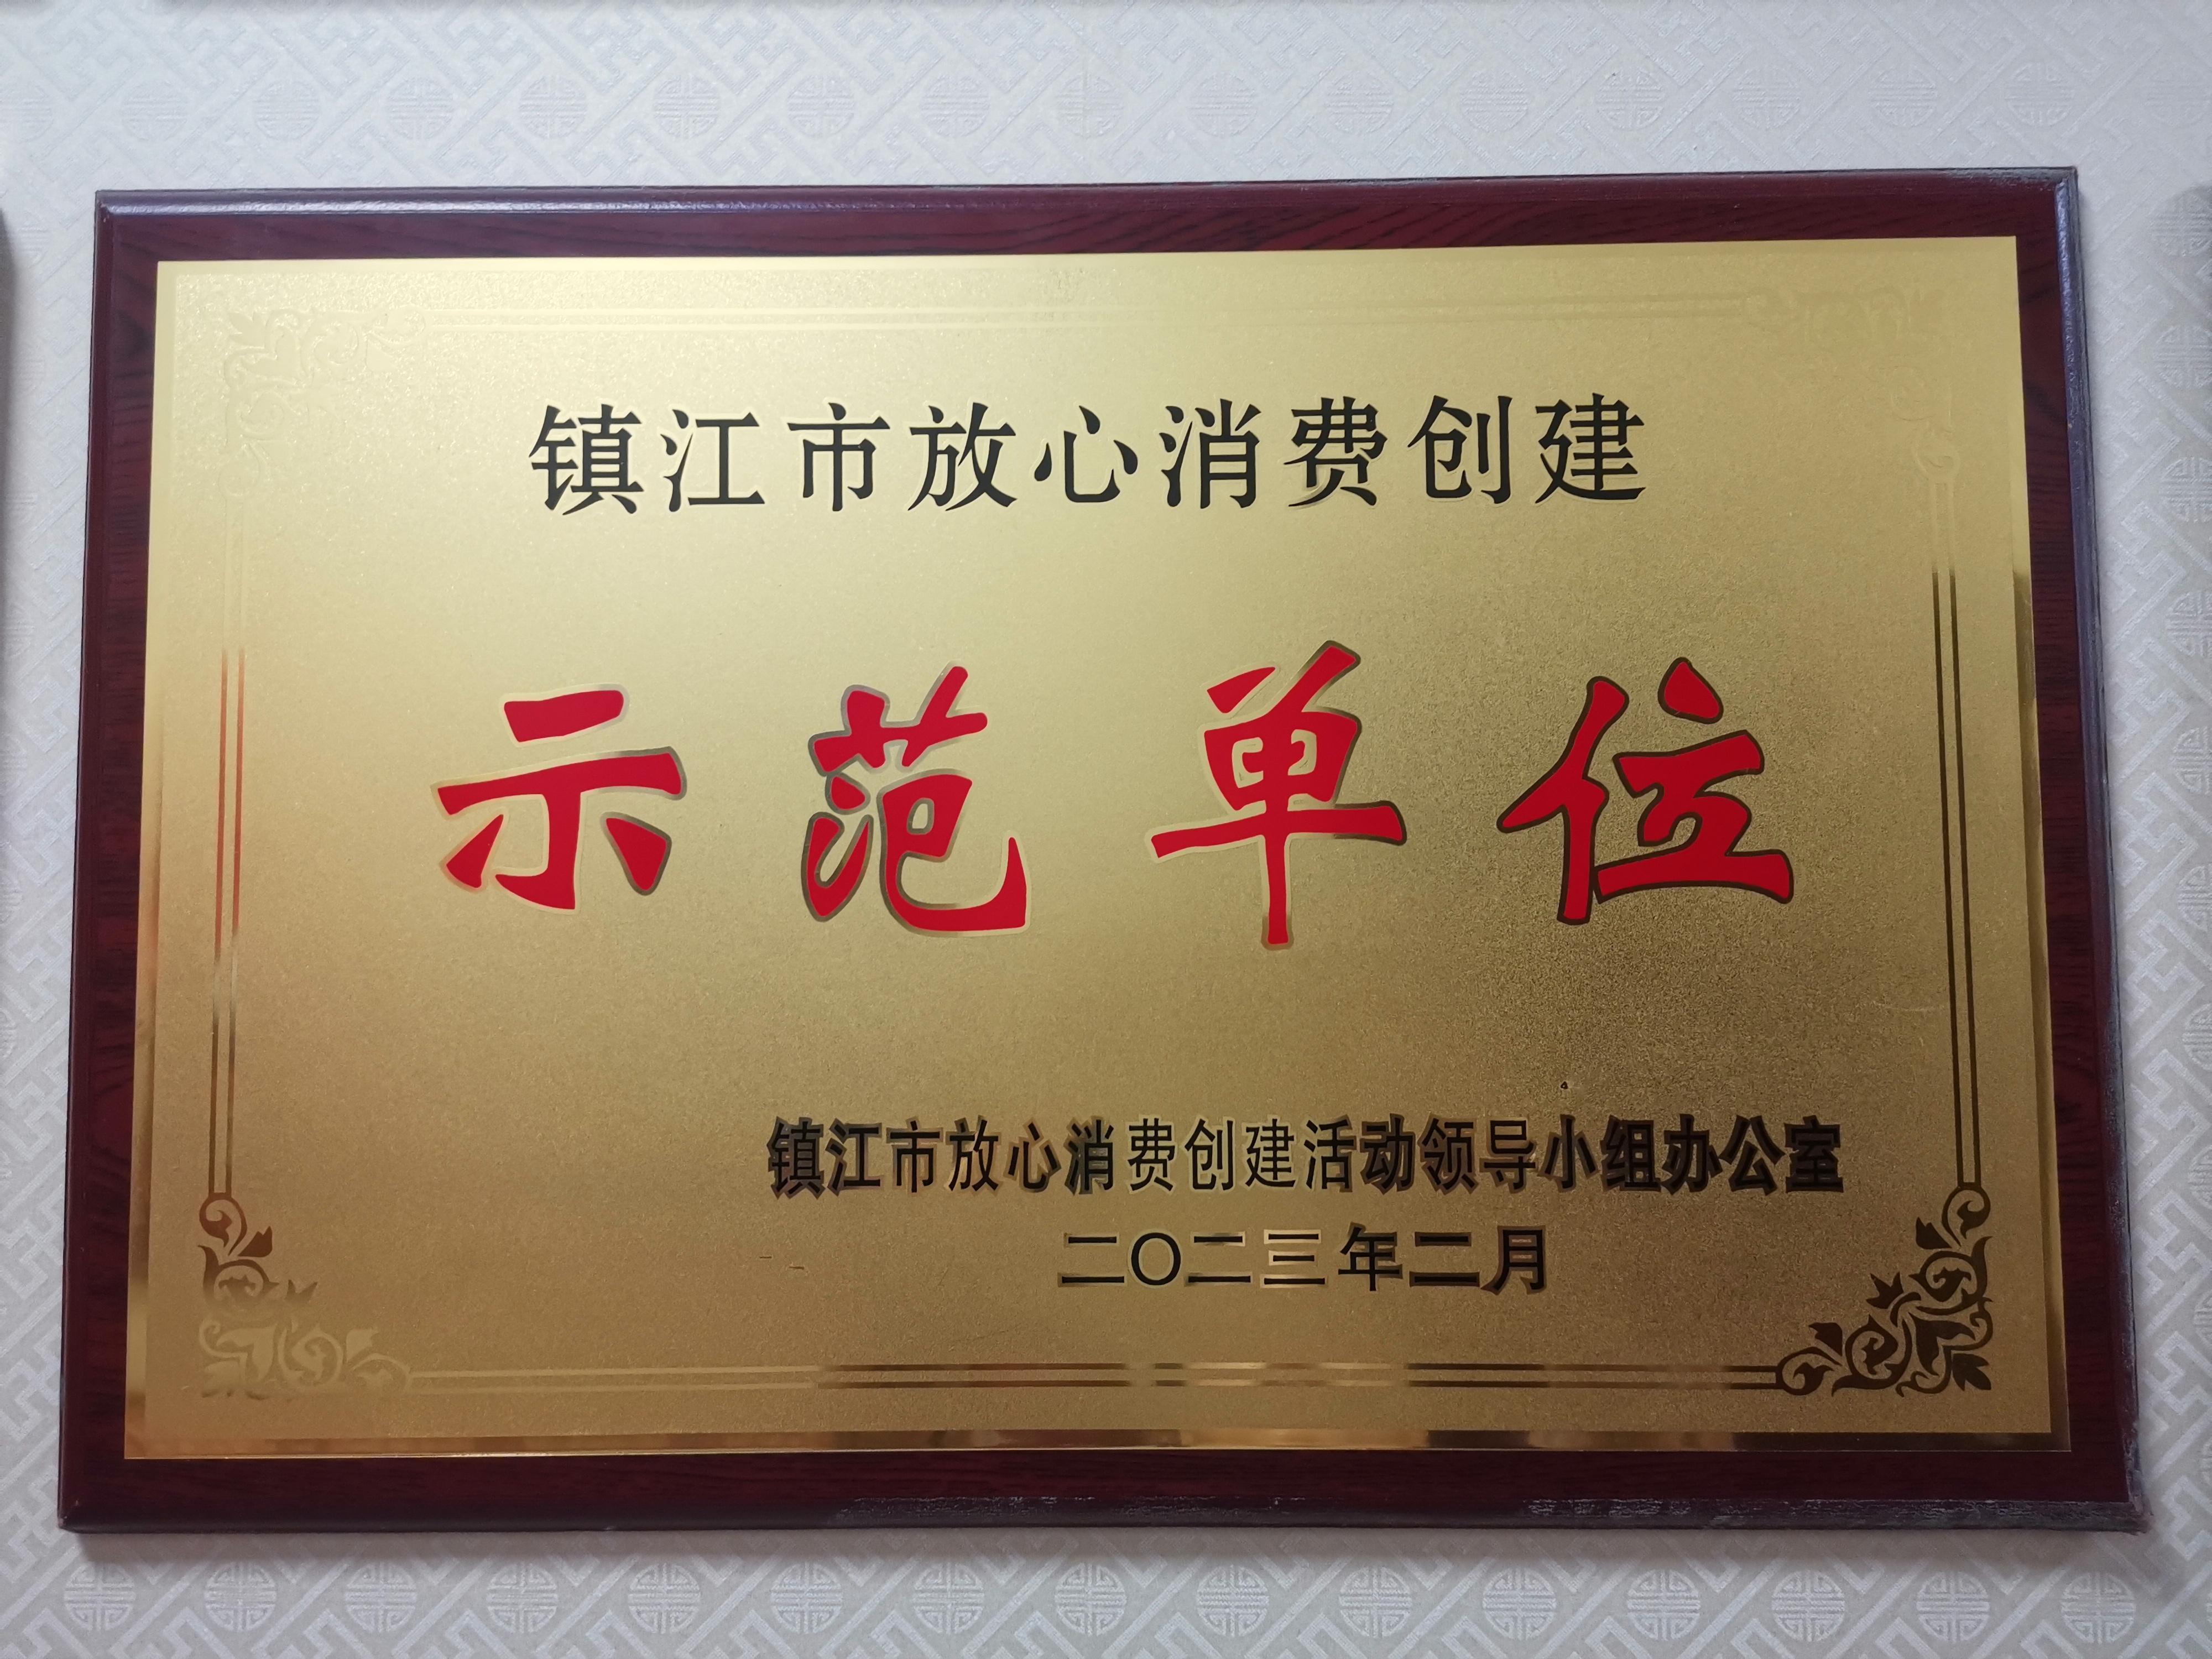 镇江市放心消费创建
示范单位
镇江市放心消费创建活动领导小组办公室
二〇二三年二月